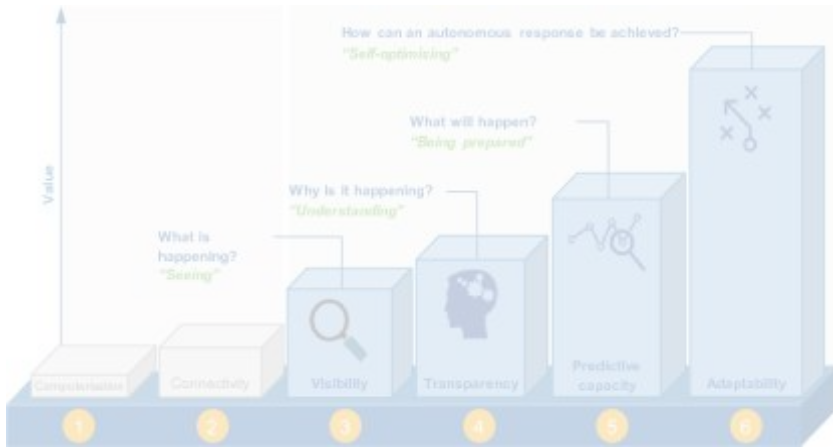 How can an autonomous response be achieved?
"Self-optimising"
What will happen?
"Being prepared"
Why is it happening?
"Understanding"
What is
happening?
"Seeing"
Value
Computerisation
Connectivity
Visibility
Transparency
Predictive
capacity
Adaptability
1
2
3
4
5
6